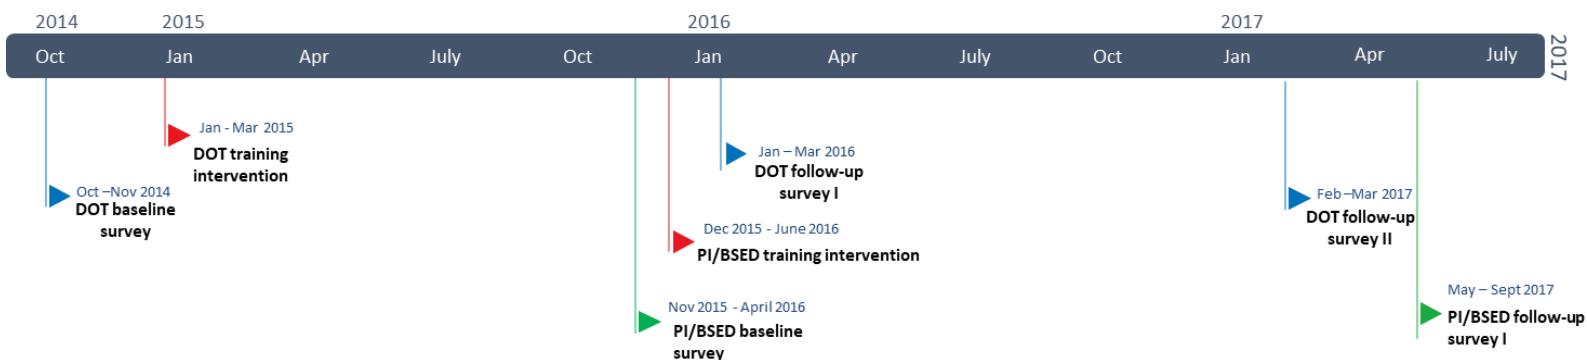 2014
2015
2016
2017
Oct
Jan
Apr
July
Oct
Jan
Apr
July
Oct
Jan
Apr
July
2017
Jan - Mar 2015
DOT training
intervention
Oct –Nov 2014
DOT baseline
survey
Jan – Mar 2016
DOT follow-up
survey I
Dec 2015 - June 2016
PI/BSED training intervention
Nov 2015 - April 2016
PI/BSED baseline
survey
Feb –Mar 2017
DOT follow-up
survey II
May – Sept 2017
PI/BSED follow-up
survey I